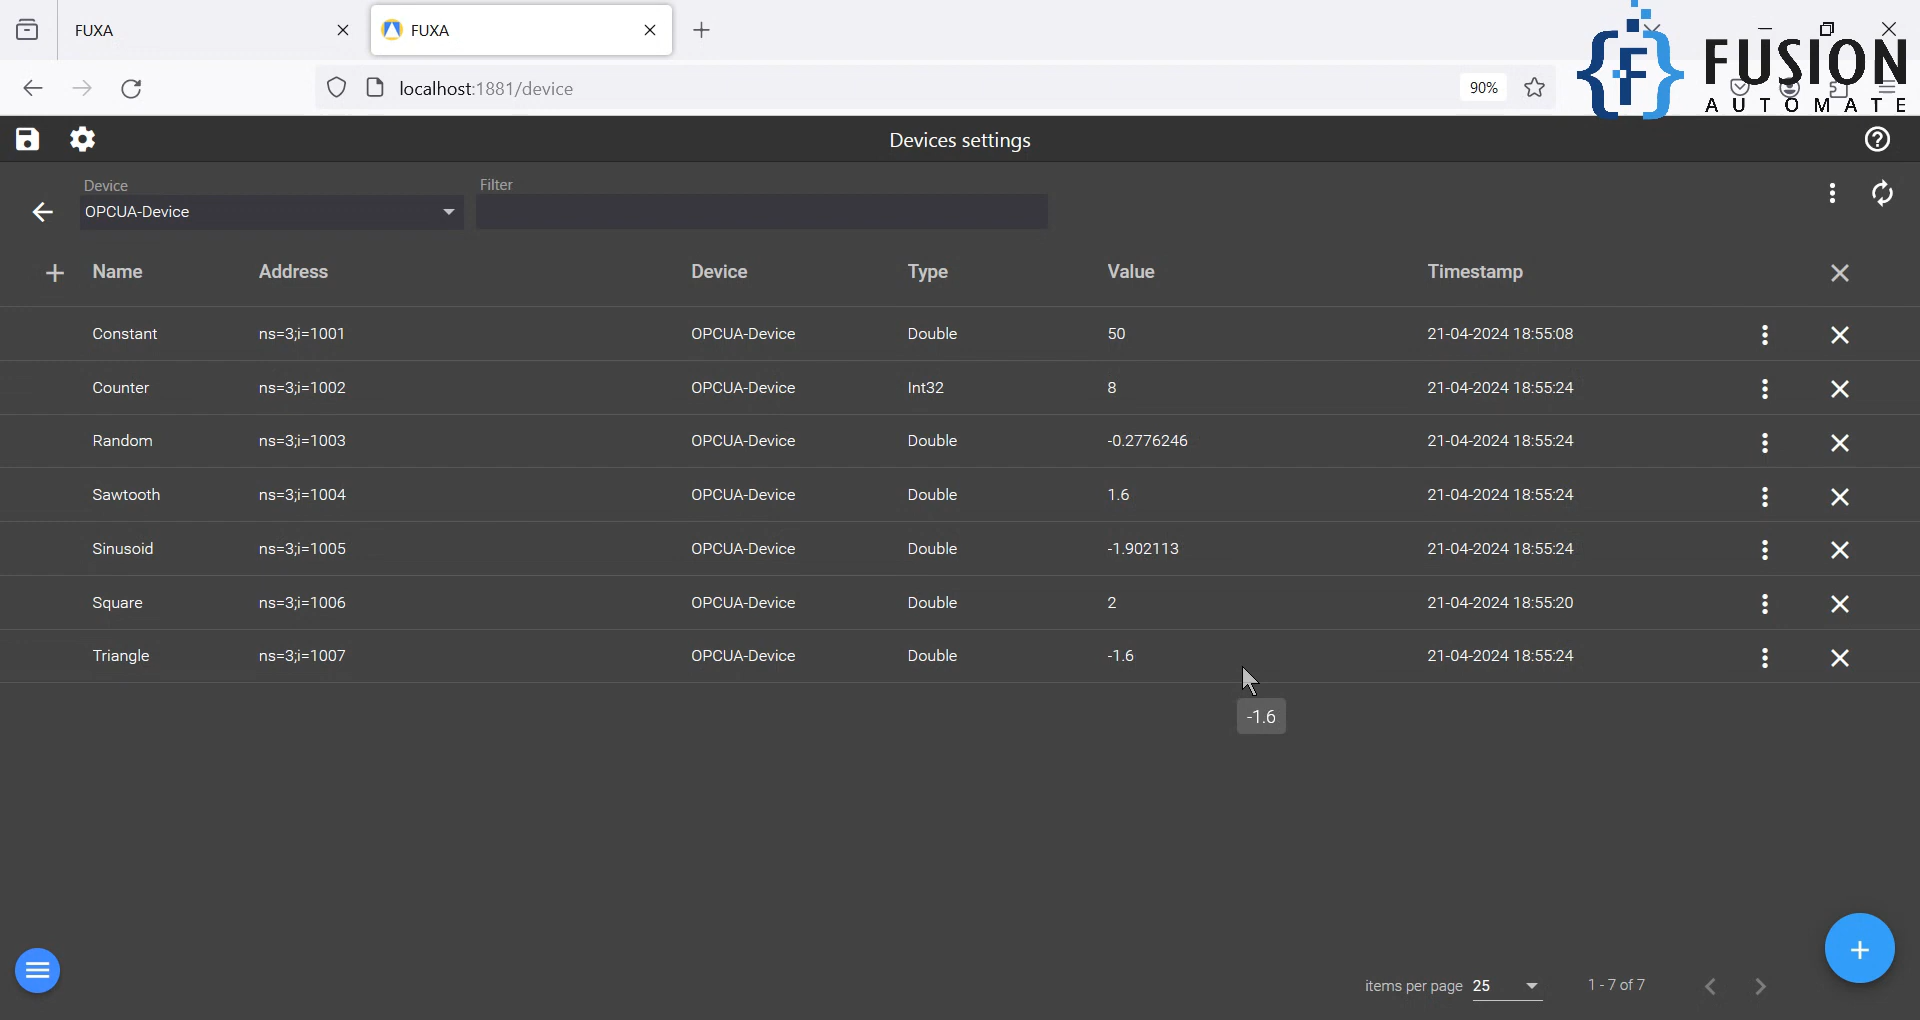 FUXA
FUXA
localhost:1881/device
90%
FUSION
AUTOMATE
Devices settings
Device
OPCUA-Device
Filter
Name Address Device Type Value Timestamp
Constant ns=3;i=1001 OPCUA-Device Double 50 21-04-2024 18:55:08
Counter ns=3;i=1002 OPCUA-Device Int32 8 21-04-2024 18:55:24
Random ns=3;i=1003 OPCUA-Device Double -0.2776246 21-04-2024 18:55:24
Sawtooth ns=3;i=1004 OPCUA-Device Double 1.6 21-04-2024 18:55:24
Sinusoid ns=3;i=1005 OPCUA-Device Double -1.902113 21-04-2024 18:55:24
Square ns=3;i=1006 OPCUA-Device Double 2 21-04-2024 18:55:20
Triangle ns=3;i=1007 OPCUA-Device Double -1.6 21-04-2024 18:55:24
-1.6
items per page 25 1 - 7 of 7